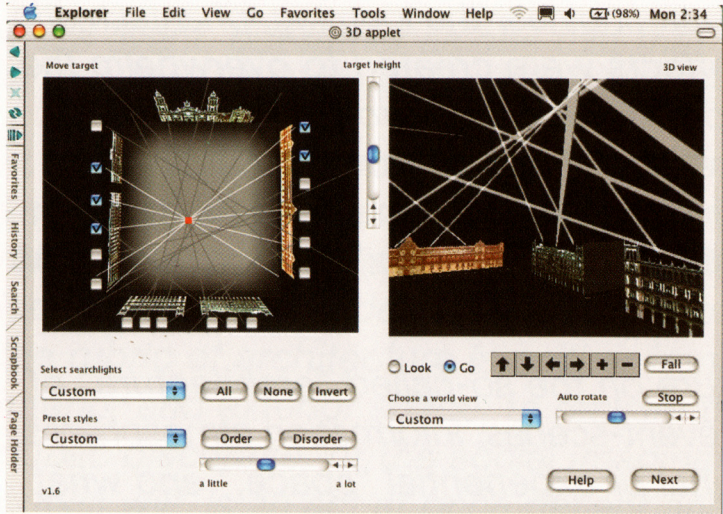 Explorer File Edit View Go Favorites Tools Window Help (98%) Mon 2:34
3D applet
Move target
target height
3D view
Favorites
History
Search
Scrapbook
Page Holder
Select searchlights
Custom
All None Invert
Preset styles
Custom
Order Disorder
a little a lot
v1.6
Look Go Fall
Choose a world view
Custom
Auto rotate
Stop
Help Next